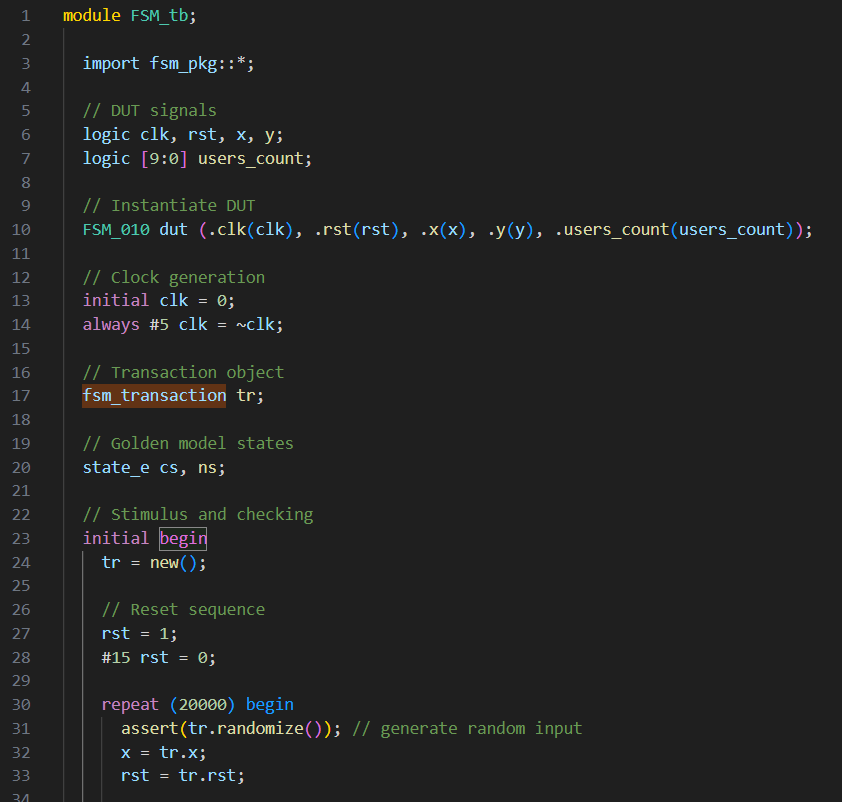 1 module FSM_tb;
2
3 import fsm_pkg::*;
4
5 // DUT signals
6 logic clk, rst, x, y;
7 logic [9:0] users_count;
8
9 // Instantiate DUT
10 FSM_010 dut (.clk(clk), .rst(rst), .x(x), .y(y), .users_count(users_count));
11
12 // Clock generation
13 initial clk = 0;
14 always #5 clk = ~clk;
15
16 // Transaction object
17 fsm_transaction tr;
18
19 // Golden model states
20 state_e cs, ns;
21
22 // Stimulus and checking
23 initial begin
24 tr = new();
25
26 // Reset sequence
27 rst = 1;
28 #15 rst = 0;
29
30 repeat (20000) begin
31 assert(tr.randomize()); // generate random input
32 x = tr.x;
33 rst = tr.rst;
34